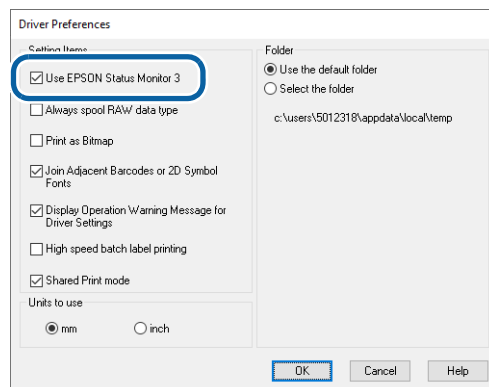 Driver Preferences
Setting Items
Use EPSON Status Monitor 3
Always spool RAW data type
Print as Bitmap
Join Adjacent Barcodes or 2D Symbol
Fonts
Display Operation Warning Message for
Driver Settings
High speed batch label printing
Shared Print mode
Units to use
mm
inch
Folder
Use the default folder
Select the folder
c:\users\5012318\appdata\local\temp
OK
Cancel
Help